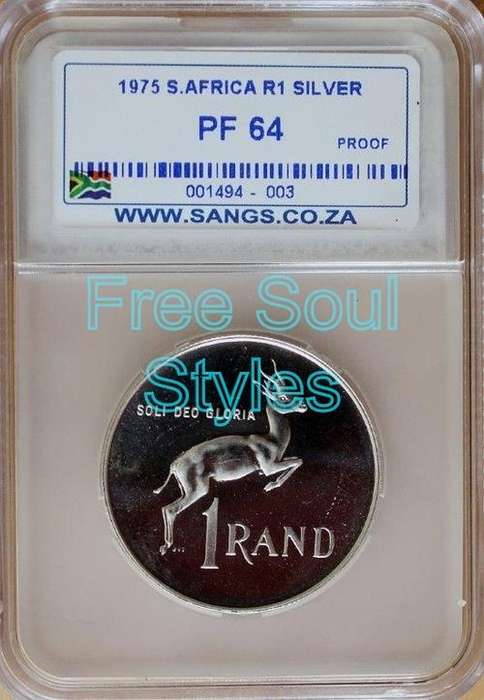 1975 S.AFRICA R1 SILVER
PF 64
PROOF
001494 - 003
WWW.SANGS.CO.ZA
Free Soul
Styles
SOLI DEO GLORIA
1 RAND